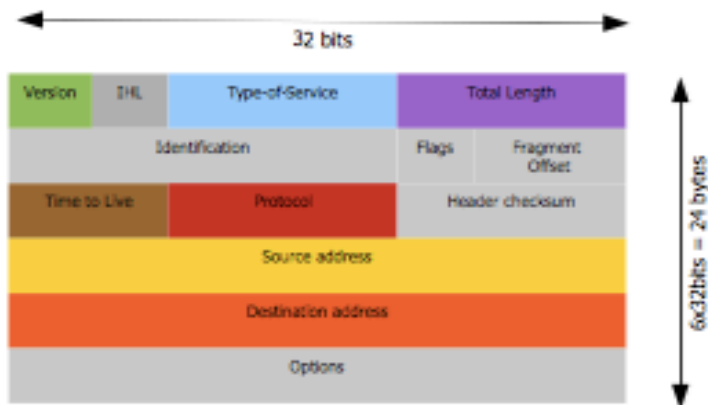 32 bits
Version IHL Type-of-Service Total Length
Identification Flags Fragment
Offset
Time to Live Protocol Header checksum
Source address
Destination address
Options
6x32bits = 24 bytes